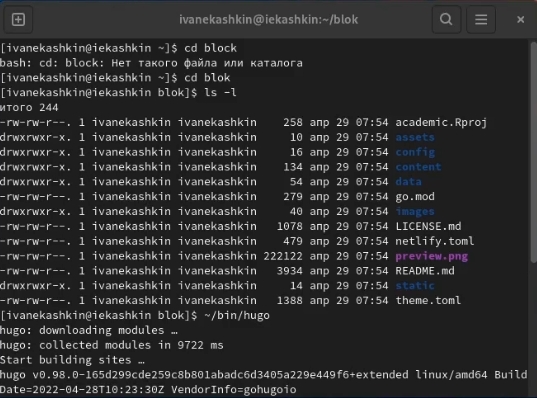 ivanekashkin@iekashkin:~/blok
[ivanekashkin@iekashkin ~]$ cd block
bash: cd: block: Нет такого файла или каталога
[ivanekashkin@iekashkin ~]$ cd blok
[ivanekashkin@iekashkin blok]$ ls -l
итого 244
-rw-rw-r--. 1 ivanekashkin ivanekashkin    258 апр 29 07:54 academic.Rproj
drwxrwxr-x. 1 ivanekashkin ivanekashkin     10 апр 29 07:54 assets
drwxrwxr-x. 1 ivanekashkin ivanekashkin     16 апр 29 07:54 config
drwxrwxr-x. 1 ivanekashkin ivanekashkin    134 апр 29 07:54 content
drwxrwxr-x. 1 ivanekashkin ivanekashkin     54 апр 29 07:54 data
-rw-rw-r--. 1 ivanekashkin ivanekashkin    279 апр 29 07:54 go.mod
drwxrwxr-x. 1 ivanekashkin ivanekashkin     40 апр 29 07:54 images
-rw-rw-r--. 1 ivanekashkin ivanekashkin   1078 апр 29 07:54 LICENSE.md
-rw-rw-r--. 1 ivanekashkin ivanekashkin    479 апр 29 07:54 netlify.toml
-rw-rw-r--. 1 ivanekashkin ivanekashkin 222122 апр 29 07:54 preview.png
-rw-rw-r--. 1 ivanekashkin ivanekashkin   3934 апр 29 07:54 README.md
drwxrwxr-x. 1 ivanekashkin ivanekashkin     14 апр 29 07:54 static
-rw-rw-r--. 1 ivanekashkin ivanekashkin   1388 апр 29 07:54 theme.toml
[ivanekashkin@iekashkin blok]$ ~/bin/hugo
hugo: downloading modules …
hugo: collected modules in 9722 ms
Start building sites …
hugo v0.98.0-165d299cde259c8b801abadc6d3405a229e449f6+extended linux/amd64 Build
Date=2022-04-28T10:23:30Z VendorInfo=gohugoio